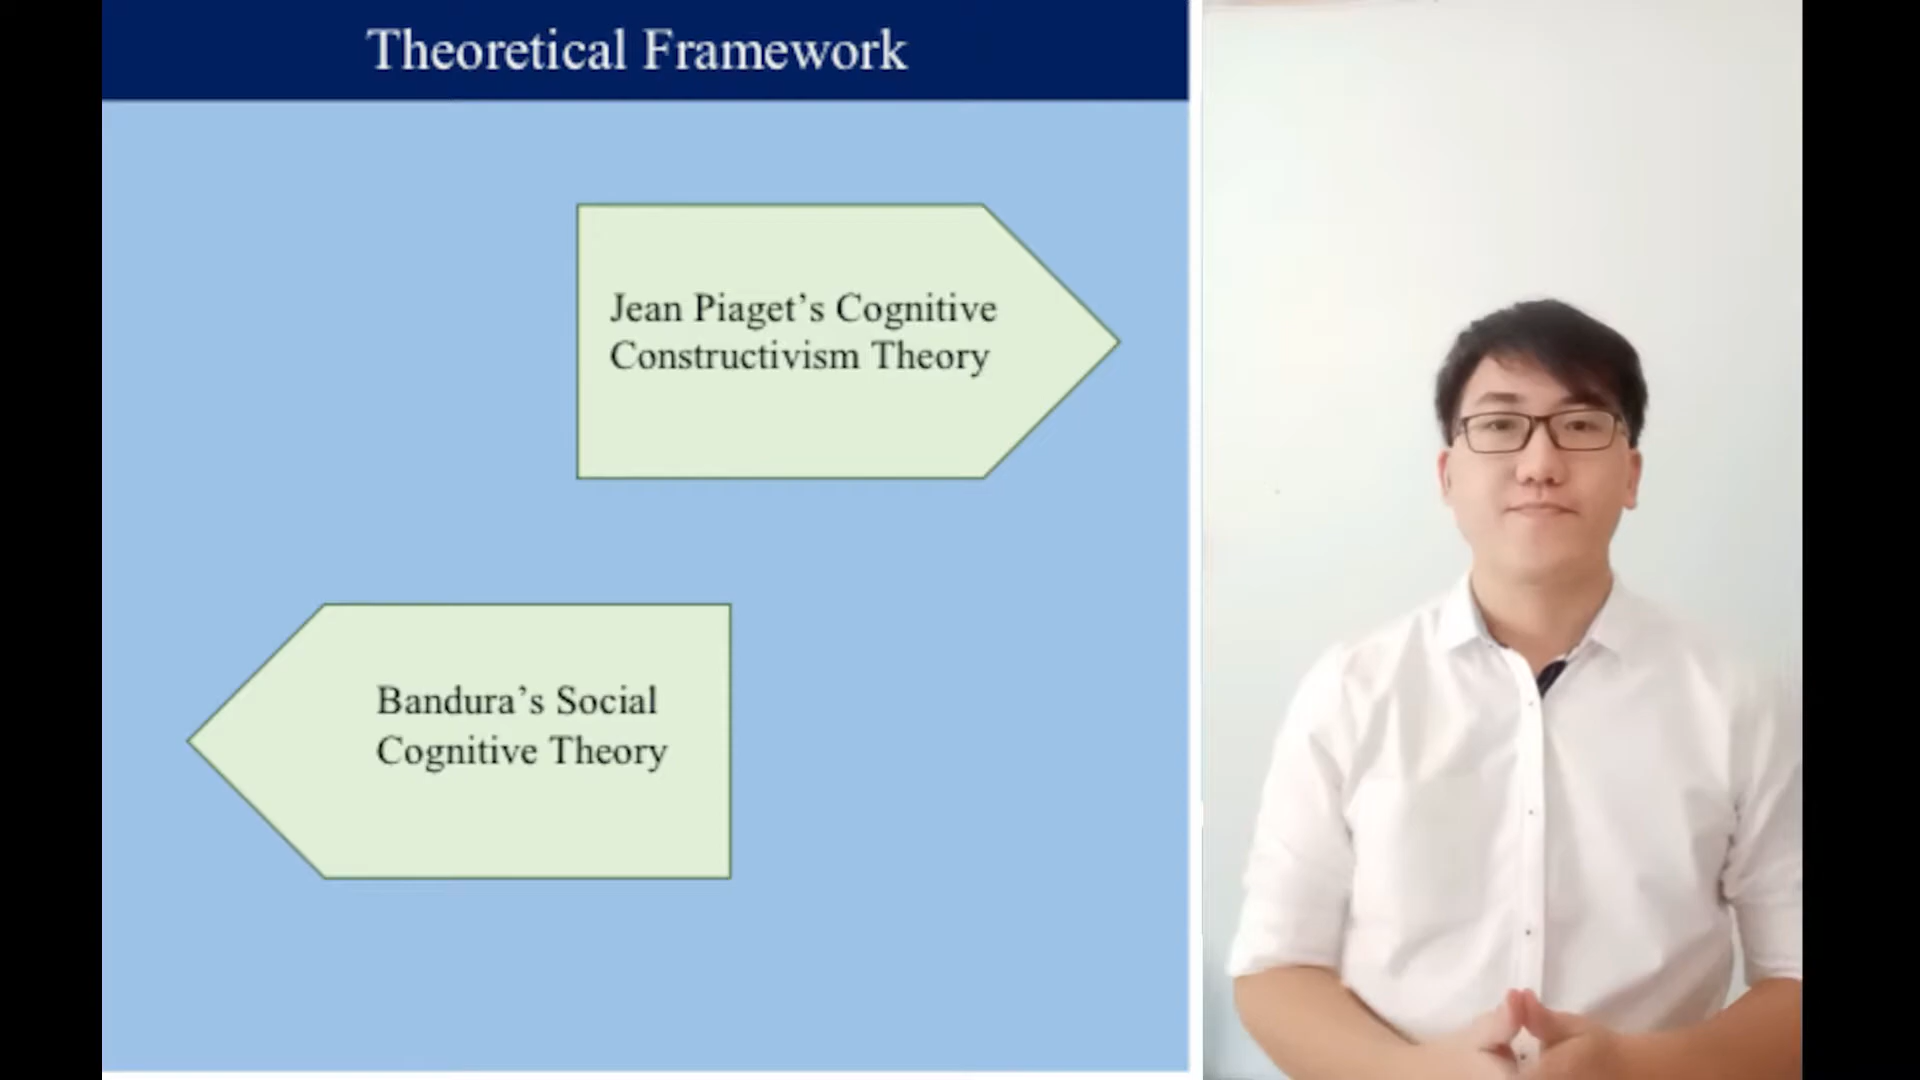 Theoretical Framework
Jean Piaget’s Cognitive
Constructivism Theory
Bandura’s Social
Cognitive Theory